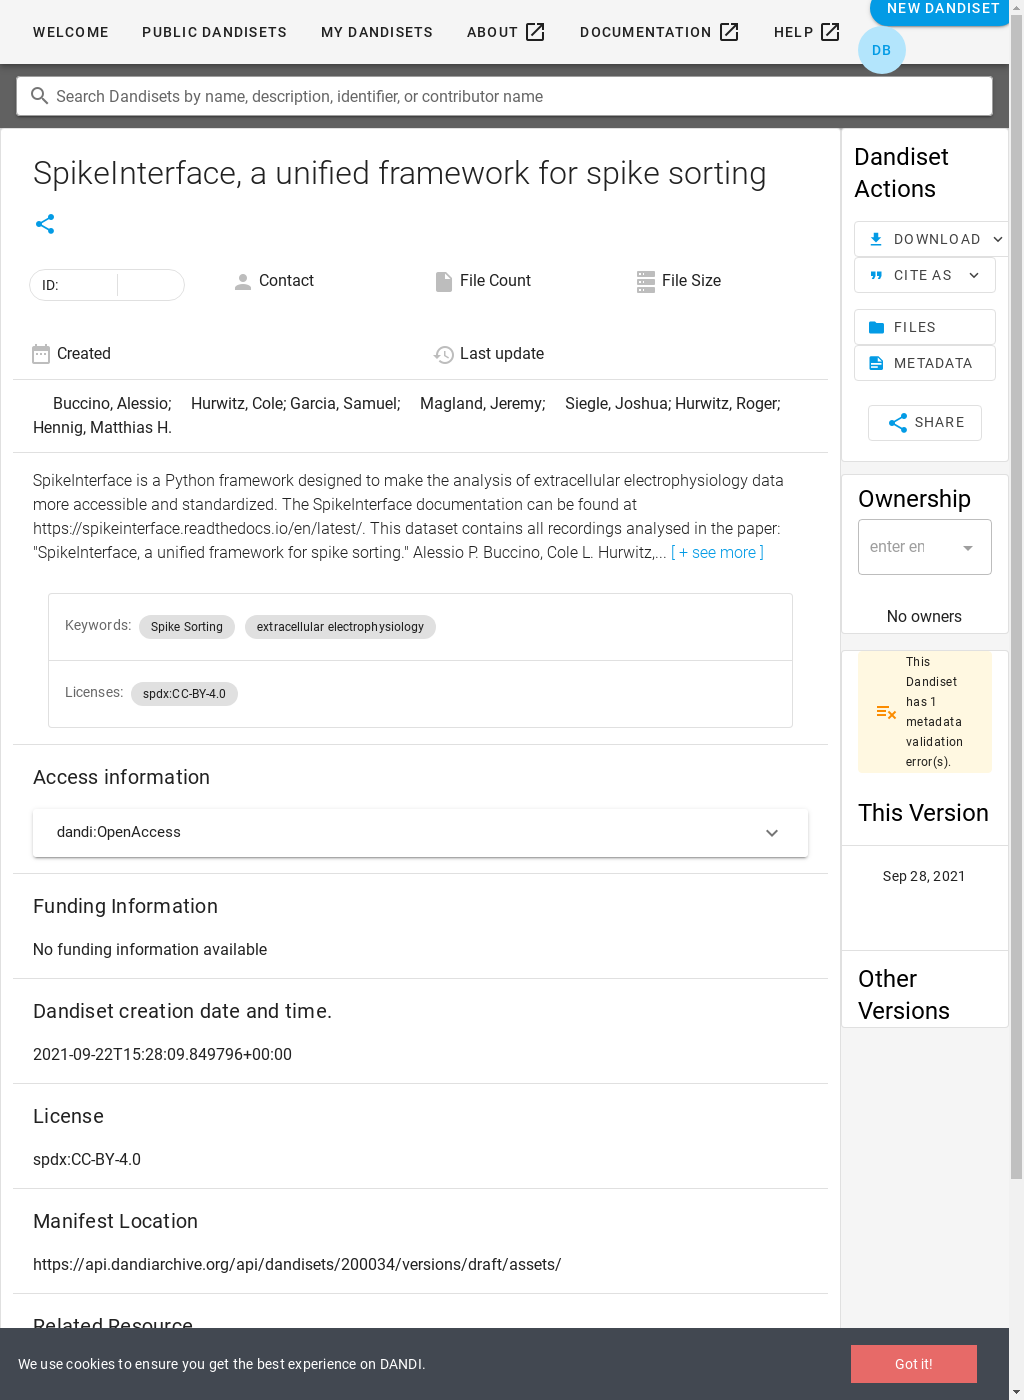 WELCOME PUBLIC DANDISETS MY DANDISETS ABOUT DOCUMENTATION HELP NEW DANDISET
DB
Search Dandisets by name, description, identifier, or contributor name
SpikeInterface, a unified framework for spike sorting
ID: Contact File Count File Size
Created Last update
Buccino, Alessio; Hurwitz, Cole; Garcia, Samuel; Magland, Jeremy; Siegle, Joshua; Hurwitz, Roger;
Hennig, Matthias H.
SpikeInterface is a Python framework designed to make the analysis of extracellular electrophysiology data
more accessible and standardized. The SpikeInterface documentation can be found at
https://spikeinterface.readthedocs.io/en/latest/. This dataset contains all recordings analysed in the paper:
"SpikeInterface, a unified framework for spike sorting." Alessio P. Buccino, Cole L. Hurwitz,... [ + see more ]
Keywords: Spike Sorting extracellular electrophysiology
Licenses: spdx:CC-BY-4.0
Access information
dandi:OpenAccess
Funding Information
No funding information available
Dandiset creation date and time.
2021-09-22T15:28:09.849796+00:00
License
spdx:CC-BY-4.0
Manifest Location
https://api.dandiarchive.org/api/dandisets/200034/versions/draft/assets/
Related Resource
Dandiset
Actions
DOWNLOAD
CITE AS
FILES
METADATA
SHARE
Ownership
enter en
No owners
This
Dandiset
has 1
metadata
validation
error(s).
This Version
Sep 28, 2021
Other
Versions
We use cookies to ensure you get the best experience on DANDI. Got it!